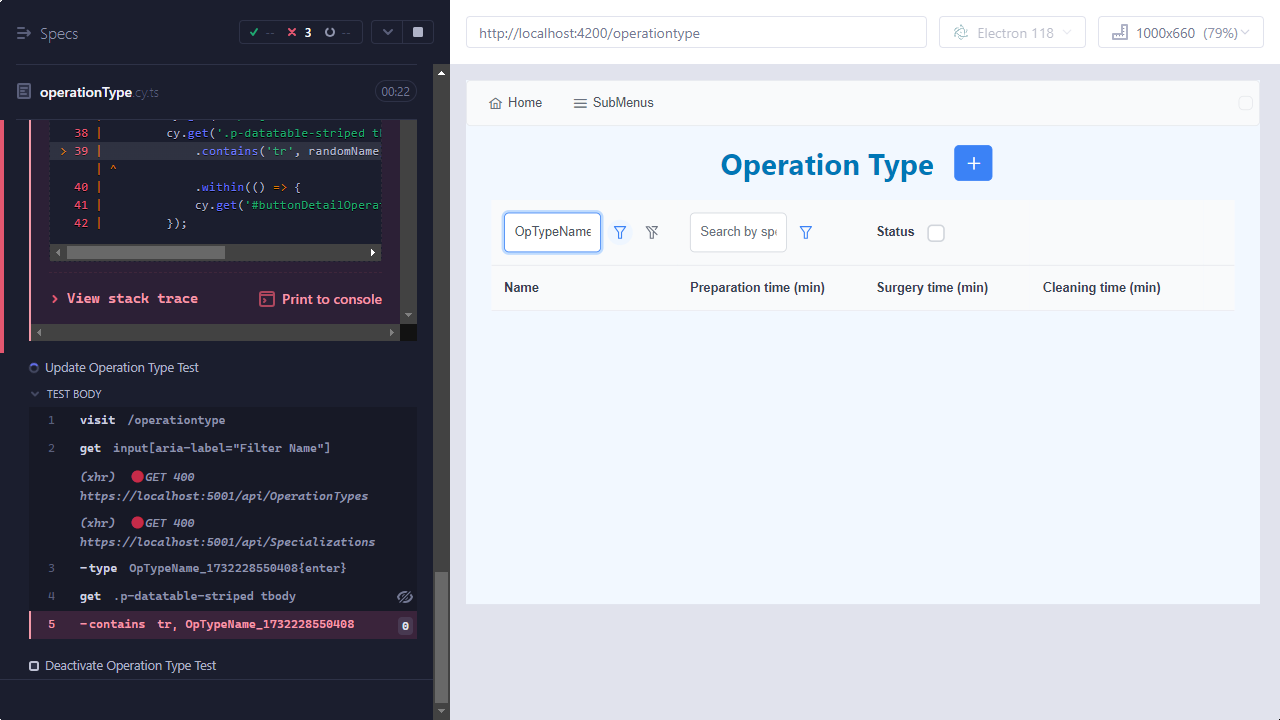 Specs
-- 3 --
operationType.cy.ts
00:22
38 | cy.get('.p-datatable-striped
> 39 | .contains('tr', randomName
| ^
40 | .within(() => {
41 | cy.get('#buttonDetailOpera
42 | });
View stack trace
Print to console
Update Operation Type Test
TEST BODY
1 visit /operationtype
2 get input[aria-label="Filter Name"]
(xhr) GET 400
https://localhost:5001/api/OperationTypes
(xhr) GET 400
https://localhost:5001/api/Specializations
3 -type OpTypeName_1732228550408{enter}
4 get .p-datatable-striped tbody
5 -contains tr, OpTypeName_1732228550408 0
Deactivate Operation Type Test
http://localhost:4200/operationtype
Electron 118
1000x660 (79%)
Home
SubMenus
Operation Type +
OpTypeName
Search by spe
Status
Name
Preparation time (min)
Surgery time (min)
Cleaning time (min)